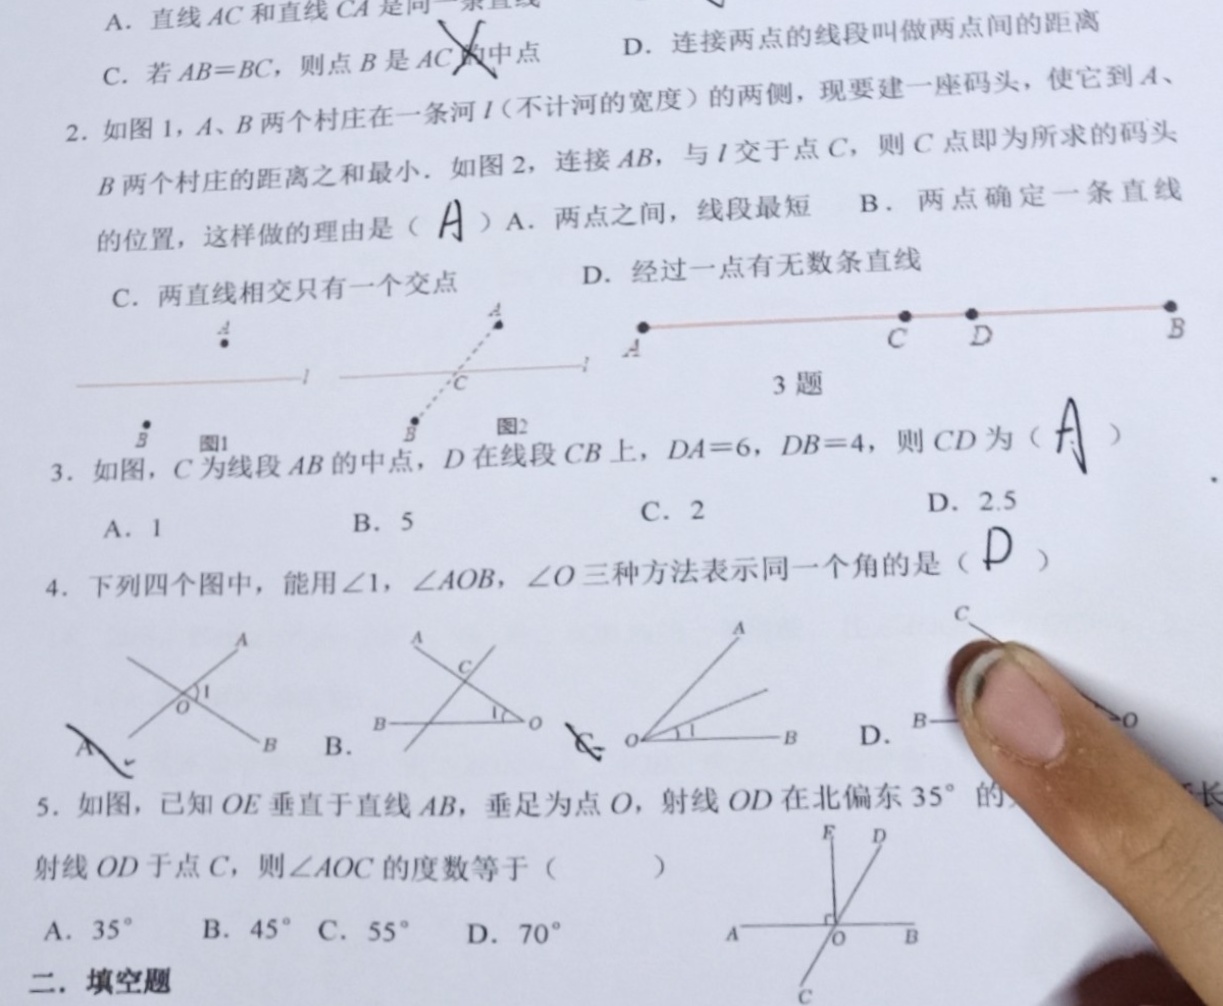 A．直线 AC 和直线 CA 是同一条直线
C．若 AB=BC，则点 B 是 AC 的中点 D．连接两点的线段叫做两点间的距离
2．如图 1，A、B 两个村庄在一条河 l（不计河的宽度）的两侧，现要建一座码头，使它到 A、
B 两个村庄的距离之和最小．如图 2，连接 AB，与 l 交于点 C，则 C 点即为所求的码头
的位置，这样做的理由是（ A ）A．两点之间，线段最短 B．两点确定一条直线
C．两直线相交只有一个交点 D．经过一点有无数条直线
A l B 图1
A l C B 图2
A C D B
3 题
3．如图，C 为线段 AB 的中点，D 在线段 CB 上，DA=6，DB=4，则 CD 为（ A ）
A．1 B．5 C．2 D．2.5
4．下列四个图中，能用∠1，∠AOB，∠O 三种方法表示同一个角的是（ D ）
A 1 O B
A
B． A C B 1 O
C． A O 1 B
D． C B O
5．如图，已知 OE 垂直于直线 AB，垂足为点 O，射线 OD 在北偏东 35° 的
长
射线 OD 于点 C，则∠AOC 的度数等于（ ）
E D A O B C
A．35° B．45° C．55° D．70°
二．填空题